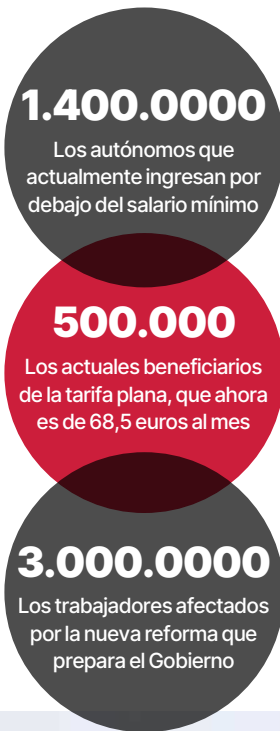 1.400.0000
Los autónomos que
actualmente ingresan por
debajo del salario mínimo
500.000
Los actuales beneficiarios
de la tarifa plana, que ahora
es de 68,5 euros al mes
3.000.0000
Los trabajadores afectados
por la nueva reforma que
prepara el Gobierno